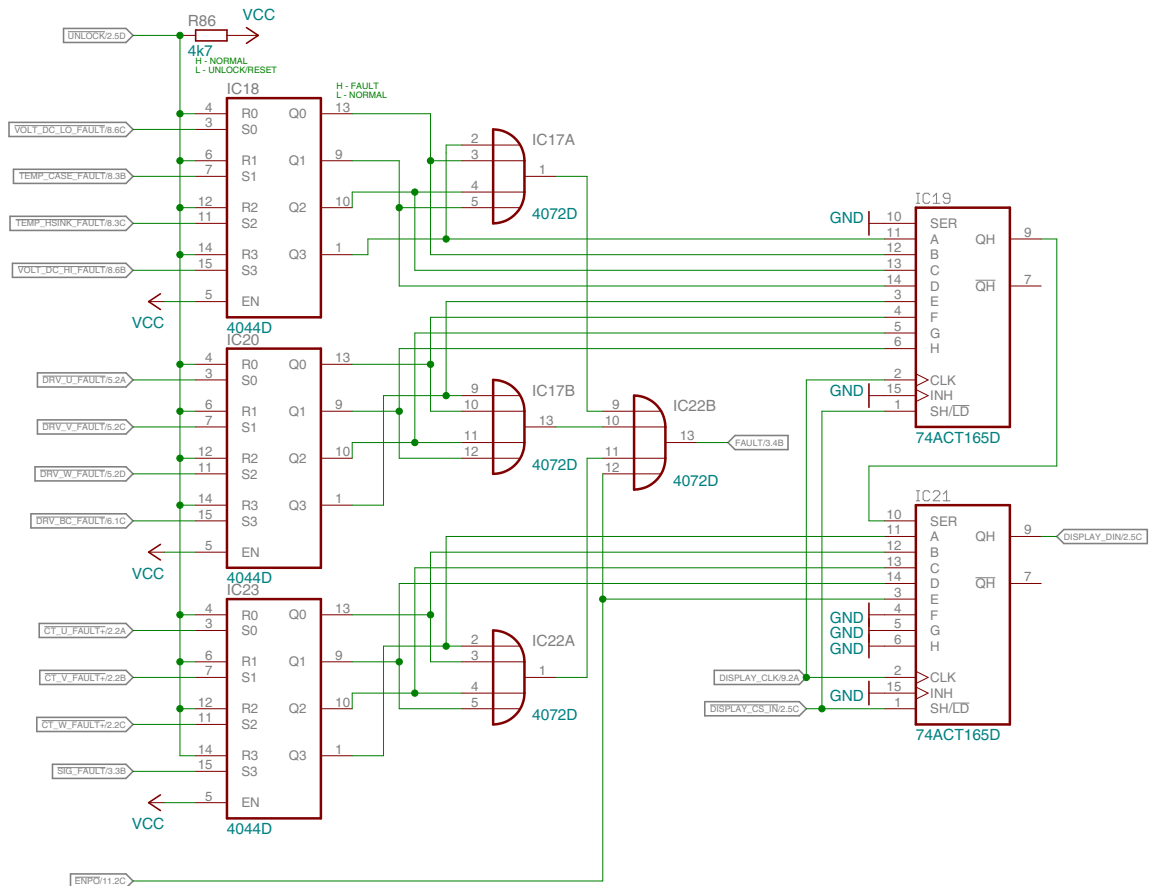 UNLOCK/2.5D
R86
VCC
4k7
H - NORMAL
L - UNLOCK/RESET
IC18
H - FAULT
L - NORMAL
4 R0 Q0 13
3 S0
VOLT_DC_LO_FAULT/8.6C
6 R1 Q1 9
7 S1
TEMP_CASE_FAULT/8.3B
12 R2 Q2 10
11 S2
TEMP_HSINK_FAULT/8.3C
14 R3 Q3 1
15 S3
VOLT_DC_HI_FAULT/8.6B
5 EN
VCC
4044D
IC17A
2
3
4
5
1
4072D
IC20
4 R0 Q0 13
3 S0
DRV_U_FAULT/5.2A
6 R1 Q1 9
7 S1
DRV_V_FAULT/5.2C
12 R2 Q2 10
11 S2
DRV_W_FAULT/5.2D
14 R3 Q3 1
15 S3
DRV_BC_FAULT/6.1C
5 EN
VCC
4044D
IC17B
9
10
11
12
13
4072D
IC22B
9
10
11
12
13
4072D
FAULT/3.4B
IC23
4 R0 Q0 13
3 S0
CT_U_FAULT+/2.2A
6 R1 Q1 9
7 S1
CT_V_FAULT+/2.2B
12 R2 Q2 10
11 S2
CT_W_FAULT+/2.2C
14 R3 Q3 1
15 S3
SIG_FAULT/3.3B
5 EN
VCC
4044D
IC22A
2
3
4
5
1
4072D
ENPO/11.2C
IC19
GND 10 SER
11 A QH 9
12 B
13 C
14 D QH 7
3 E
4 F
5 G
6 H
2 CLK
GND 15 INH
1 SH/LD
74ACT165D
IC21
10 SER
11 A QH 9
DISPLAY_DIN/2.5C
12 B
13 C
14 D QH 7
3 E
GND 4 F
GND 5 G
GND 6 H
DISPLAY_CLK/9.2A
2 CLK
GND 15 INH
DISPLAY_CS_IN/2.5C
1 SH/LD
74ACT165D